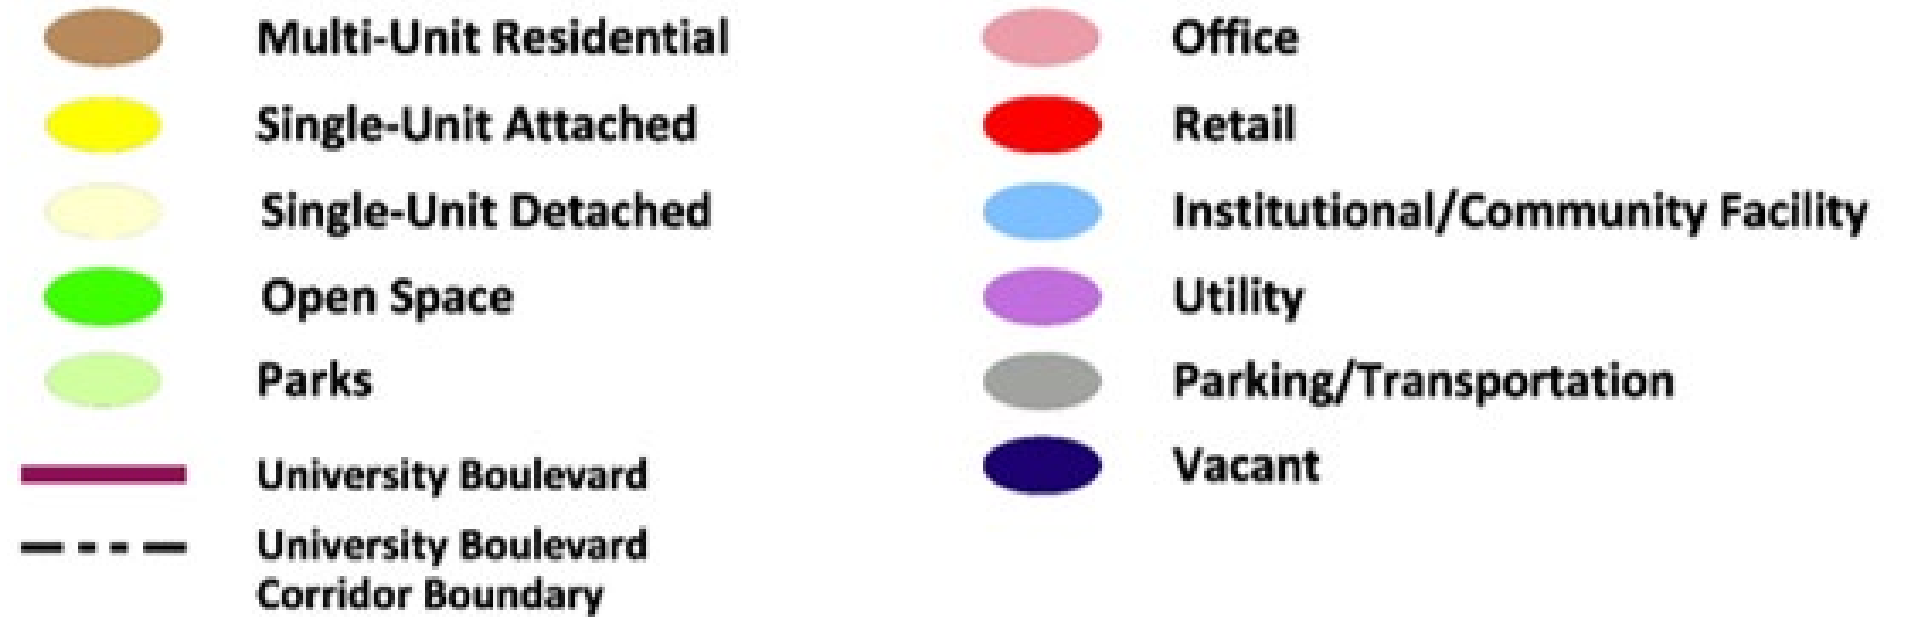 Multi-Unit Residential
Single-Unit Attached
Single-Unit Detached
Open Space
Parks
University Boulevard
University Boulevard
Corridor Boundary
Office
Retail
Institutional/Community Facility
Utility
Parking/Transportation
Vacant